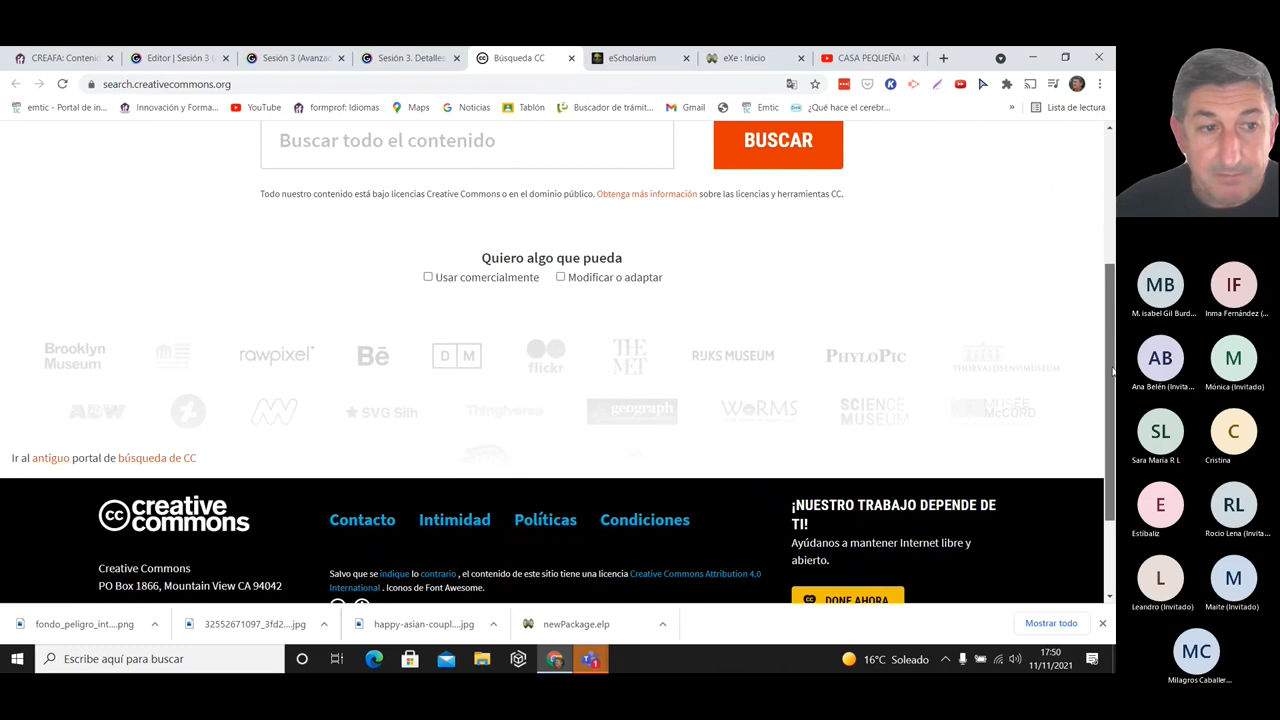 CREAFA: Conteni
Editor | Sesión 3 (
Sesión 3 (Avanza
Sesión 3. Detalles
Búsqueda CC
eScholarium
eXe : Inicio
CASA PEQUEÑA
search.creativecommons.org
emtic - Portal de in...
Innovación y Forma...
YouTube
formprof: Idiomas
Maps
Noticias
Tablón
Buscador de trámit...
Gmail
Emtic
¿Qué hace el cerebr...
»
Lista de lectura
Buscar todo el contenido
BUSCAR
Todo nuestro contenido está bajo licencias Creative Commons o en el dominio público. Obtenga más información sobre las licencias y herramientas CC.
Quiero algo que pueda
Usar comercialmente
Modificar o adaptar
Brooklyn
Museum
rawpixel
Bē
D M
flickr
THE
MET
RIJKS MUSEUM
PHYLOPIC
THORVALDSENS MUSEUM
ADW
SVG Silh
Thingiverse
geograph
WoRMS
SCIENCE
MUSEUM
MUSÉE
McCORD
Ir al antiguo portal de búsqueda de CC
cc creative
commons
Contacto
Intimidad
Políticas
Condiciones
¡NUESTRO TRABAJO DEPENDE DE
TI!
Ayúdanos a mantener Internet libre y
abierto.
Creative Commons
PO Box 1866, Mountain View CA 94042
Salvo que se indique lo contrario , el contenido de este sitio tiene una licencia Creative Commons Attribution 4.0
International . Iconos de Font Awesome.
DONE AHORA
fondo_peligro_int....png
32552671097_3fd2....jpg
happy-asian-coupl....jpg
newPackage.elp
Mostrar todo
Escribe aquí para buscar
16°C Soleado
17:50
11/11/2021
MB
M. isabel Gil Burd...
IF
Inma Fernández (...
AB
Ana Belén (Invita...
M
Mónica (Invitado)
SL
Sara Maria R L
C
Cristina
E
Estíbaliz
RL
Rocio Lena (Invita...
L
Leandro (Invitado)
M
Maite (Invitado)
MC
Milagros Caballer...